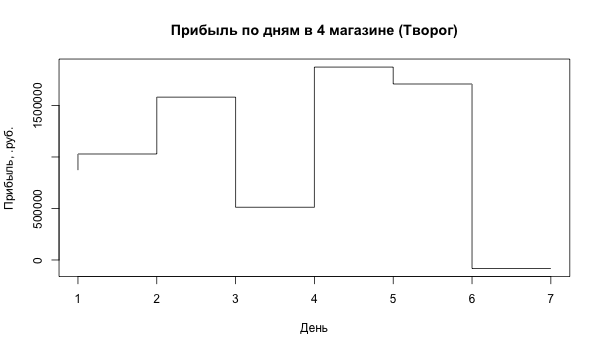 Прибыль по дням в 4 магазине (Творог)
Прибыль, .руб.
1500000
500000
0
1 2 3 4 5 6 7
День